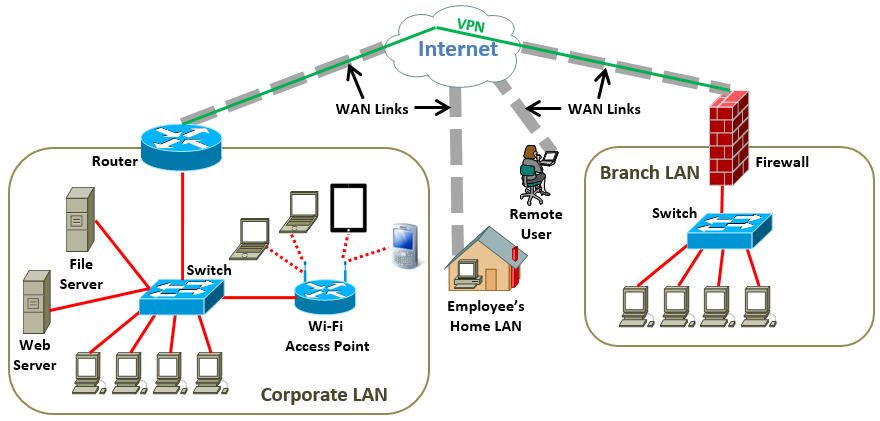 VPN
Internet
WAN Links
WAN Links
Router
Firewall
Branch LAN
Remote
User
Switch
File
Server
Switch
Employee's
Home LAN
Wi-Fi
Access Point
Web
Server
Corporate LAN